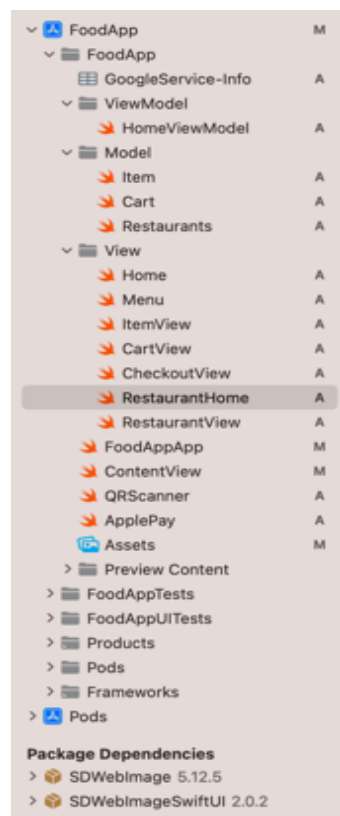 FoodApp M
FoodApp
GoogleService-Info A
ViewModel
HomeViewModel A
Model
Item A
Cart A
Restaurants A
View
Home A
Menu A
ItemView A
CartView A
CheckoutView A
RestaurantHome A
RestaurantView A
FoodAppApp M
ContentView M
QRScanner A
ApplePay A
Assets M
Preview Content
FoodAppTests
FoodAppUITests
Products
Pods
Frameworks
Pods
Package Dependencies
SDWebImage 5.12.5
SDWebImageSwiftUI 2.0.2